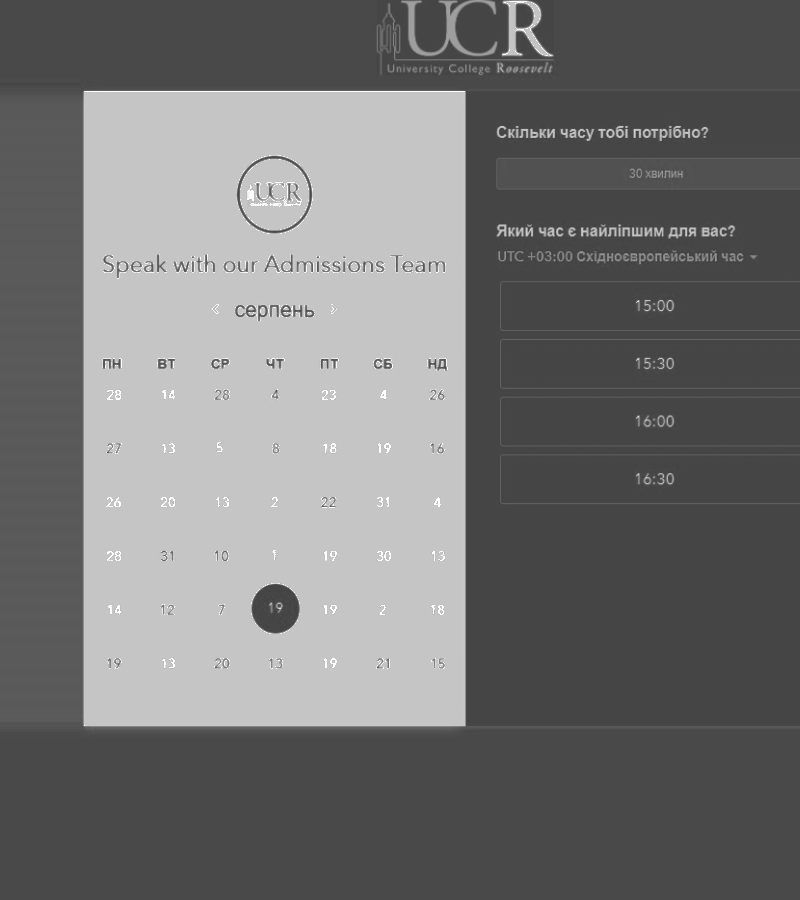 UCR
University College Roosevelt
UCR
Speak with our Admissions Team
серпень
ПН ВТ СР ЧТ ПТ СБ НД
28 14 28 4 23 4 26
27 13 5 8 18 19 16
26 20 13 2 22 31 4
28 31 10 1 19 30 13
14 12 7 19 19 2 18
19 13 20 13 19 21 15
Скільки часу тобі потрібно?
30 хвилин
Який час є найліпшим для вас?
UTC +03:00 Східноєвропейський час
15:00
15:30
16:00
16:30